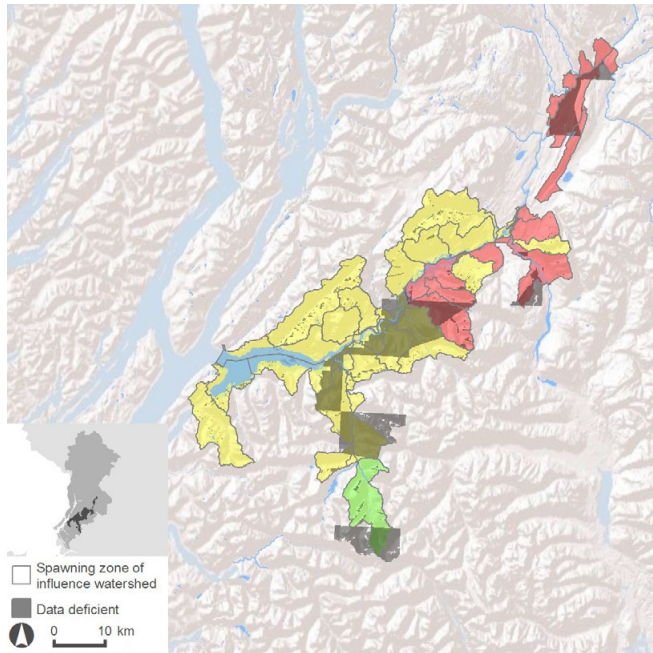 Spawning zone of
influence watershed
Data deficient
0 10 km